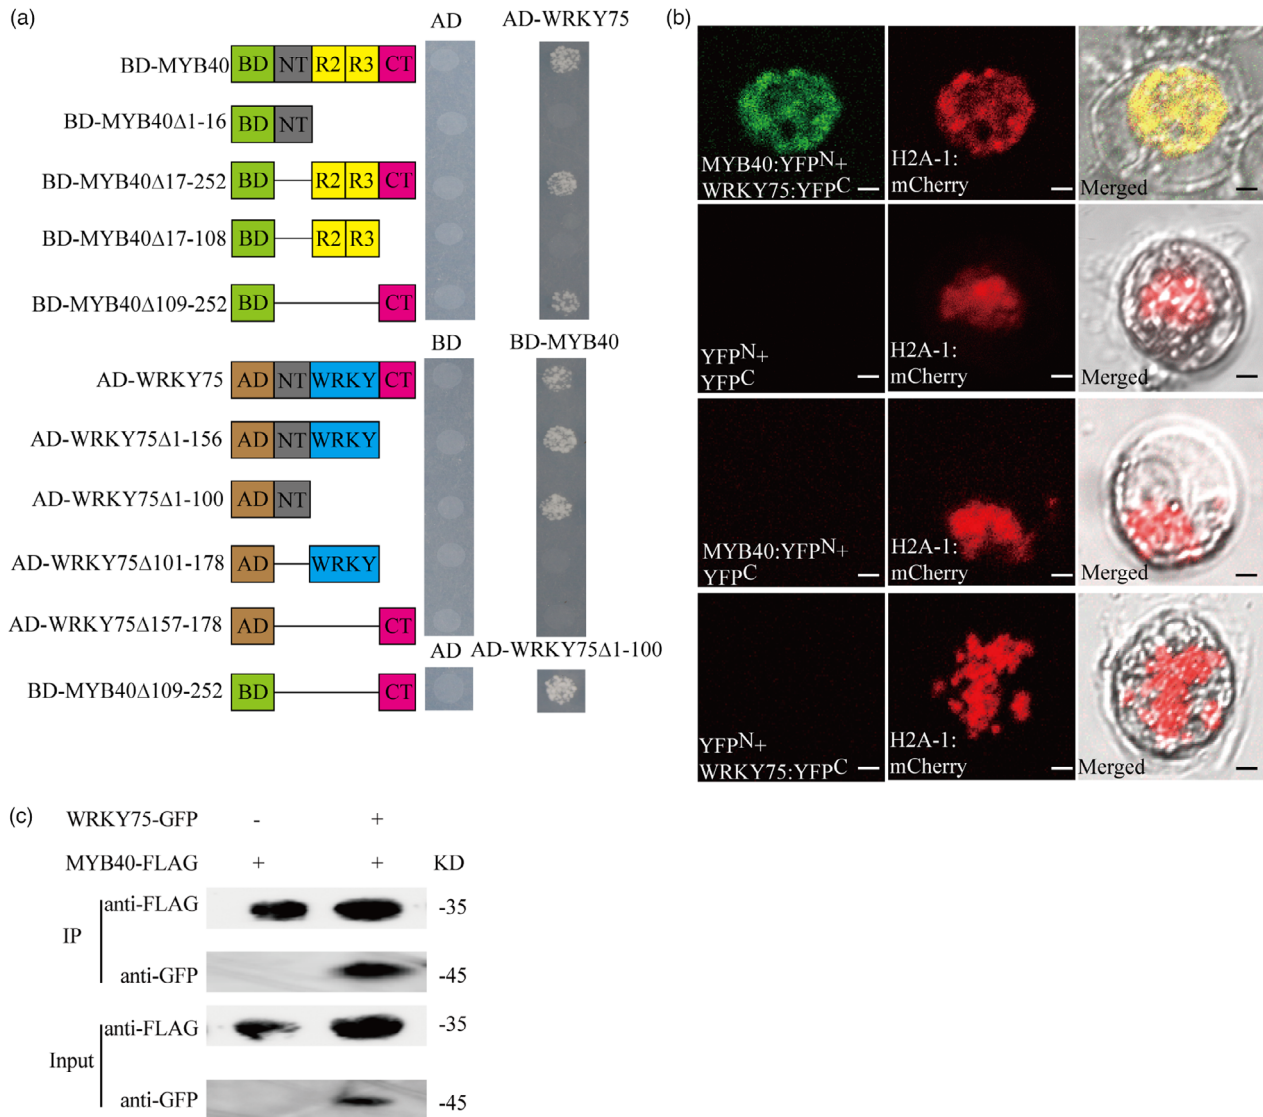 (a)
AD AD-WRKY75
BD-MYB40 BD NT R2 R3 CT
BD-MYB40Δ1-16 BD NT
BD-MYB40Δ17-252 BD R2 R3 CT
BD-MYB40Δ17-108 BD R2 R3
BD-MYB40Δ109-252 BD CT
BD BD-MYB40
AD-WRKY75 AD NT WRKY CT
AD-WRKY75Δ1-156 AD NT WRKY
AD-WRKY75Δ1-100 AD NT
AD-WRKY75Δ101-178 AD WRKY
AD-WRKY75Δ157-178 AD CT
AD AD-WRKY75Δ1-100
BD-MYB40Δ109-252 BD CT
(b)
MYB40:YFPN+
WRKY75:YFPC
H2A-1:
mCherry
Merged
YFPN+
YFPC
H2A-1:
mCherry
Merged
MYB40:YFPN+
YFPC
H2A-1:
mCherry
Merged
YFPN+
WRKY75:YFPC
H2A-1:
mCherry
Merged
(c)
WRKY75-GFP - +
MYB40-FLAG + + KD
IP
anti-FLAG -35
anti-GFP -45
Input
anti-FLAG -35
anti-GFP -45